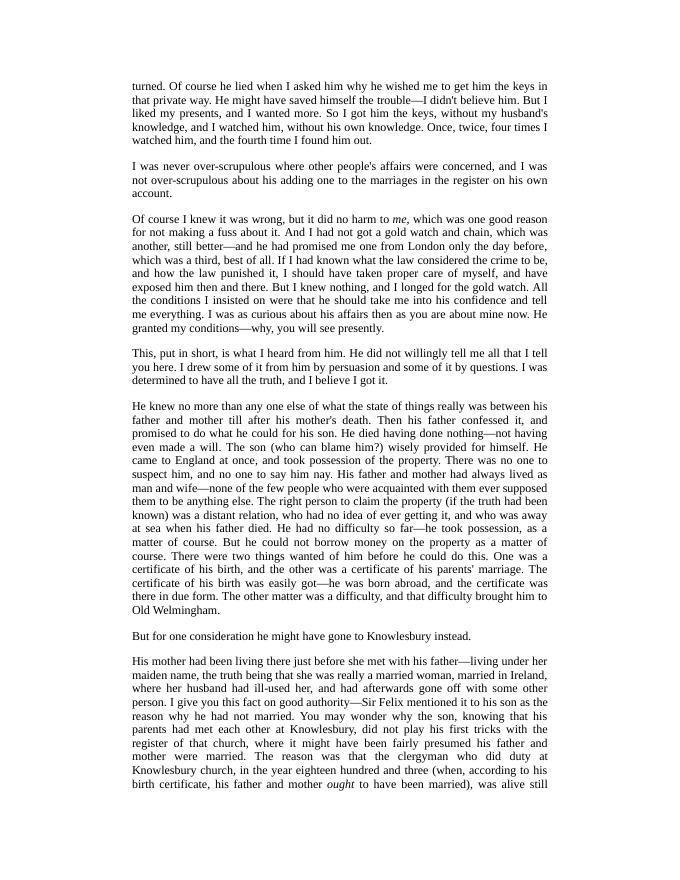 turned. Of course he lied when I asked him why he wished me to get him the keys in
that private way. He might have saved himself the trouble—I didn't believe him. But I
liked my presents, and I wanted more. So I got him the keys, without my husband's
knowledge, and I watched him, without his own knowledge. Once, twice, four times I
watched him, and the fourth time I found him out.
I was never over-scrupulous where other people's affairs were concerned, and I was
not over-scrupulous about his adding one to the marriages in the register on his own
account.
Of course I knew it was wrong, but it did no harm to me, which was one good reason
for not making a fuss about it. And I had not got a gold watch and chain, which was
another, still better—and he had promised me one from London only the day before,
which was a third, best of all. If I had known what the law considered the crime to be,
and how the law punished it, I should have taken proper care of myself, and have
exposed him then and there. But I knew nothing, and I longed for the gold watch. All
the conditions I insisted on were that he should take me into his confidence and tell
me everything. I was as curious about his affairs then as you are about mine now. He
granted my conditions—why, you will see presently.
This, put in short, is what I heard from him. He did not willingly tell me all that I tell
you here. I drew some of it from him by persuasion and some of it by questions. I was
determined to have all the truth, and I believe I got it.
He knew no more than any one else of what the state of things really was between his
father and mother till after his mother's death. Then his father confessed it, and
promised to do what he could for his son. He died having done nothing—not having
even made a will. The son (who can blame him?) wisely provided for himself. He
came to England at once, and took possession of the property. There was no one to
suspect him, and no one to say him nay. His father and mother had always lived as
man and wife—none of the few people who were acquainted with them ever supposed
them to be anything else. The right person to claim the property (if the truth had been
known) was a distant relation, who had no idea of ever getting it, and who was away
at sea when his father died. He had no difficulty so far—he took possession, as a
matter of course. But he could not borrow money on the property as a matter of
course. There were two things wanted of him before he could do this. One was a
certificate of his birth, and the other was a certificate of his parents' marriage. The
certificate of his birth was easily got—he was born abroad, and the certificate was
there in due form. The other matter was a difficulty, and that difficulty brought him to
Old Welmingham.
But for one consideration he might have gone to Knowlesbury instead.
His mother had been living there just before she met with his father—living under her
maiden name, the truth being that she was really a married woman, married in Ireland,
where her husband had ill-used her, and had afterwards gone off with some other
person. I give you this fact on good authority—Sir Felix mentioned it to his son as the
reason why he had not married. You may wonder why the son, knowing that his
parents had met each other at Knowlesbury, did not play his first tricks with the
register of that church, where it might have been fairly presumed his father and
mother were married. The reason was that the clergyman who did duty at
Knowlesbury church, in the year eighteen hundred and three (when, according to his
birth certificate, his father and mother ought to have been married), was alive still